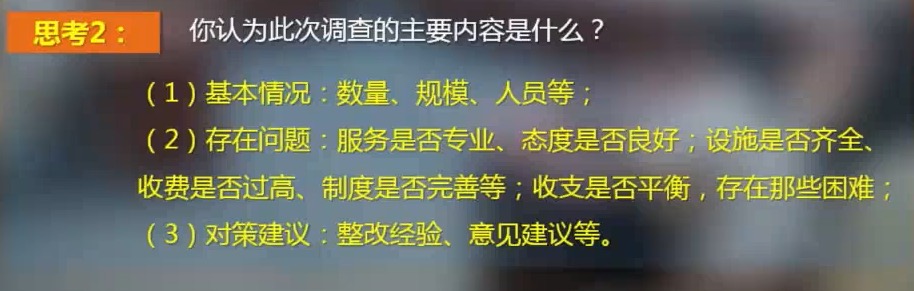 思考2： 你认为此次调查的主要内容是什么？
（1）基本情况：数量、规模、人员等；
（2）存在问题：服务是否专业、态度是否良好；设施是否齐全、
收费是否过高、制度是否完善等；收支是否平衡，存在那些困难；
（3）对策建议：整改经验、意见建议等。